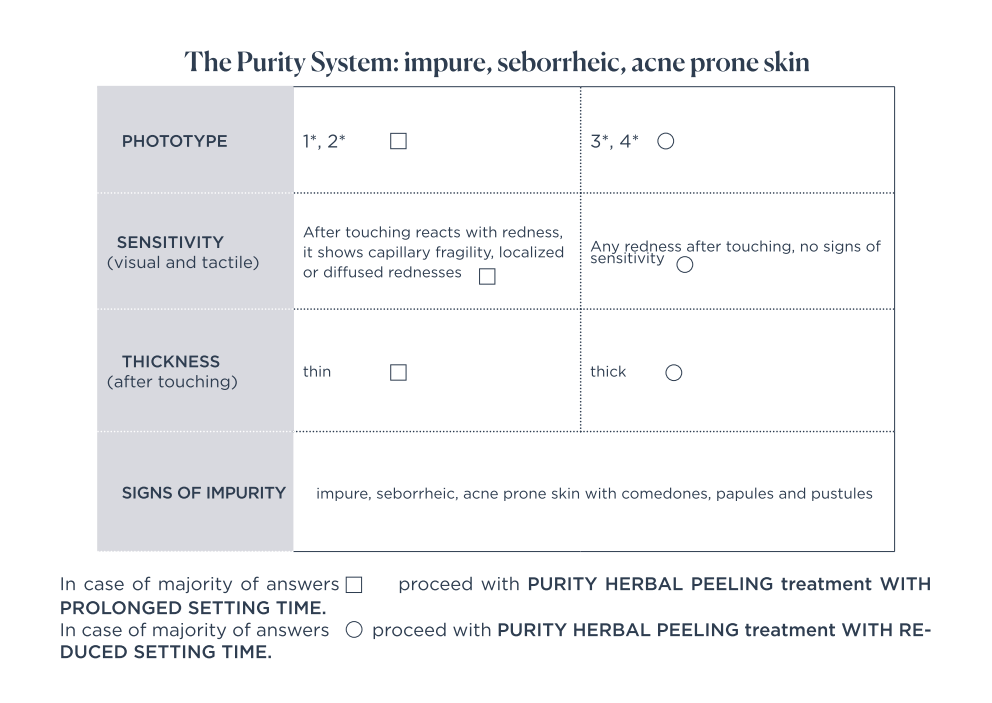 The Purity System: impure, seborrheic, acne prone skin
PHOTOTYPE
1*, 2*
3*, 4*
SENSITIVITY
(visual and tactile)
After touching reacts with redness,
it shows capillary fragility, localized
or diffused rednesses
Any redness after touching, no signs of
sensitivity
THICKNESS
(after touching)
thin
thick
SIGNS OF IMPURITY
impure, seborrheic, acne prone skin with comedones, papules and pustules
In case of majority of answers proceed with PURITY HERBAL PEELING treatment WITH
PROLONGED SETTING TIME.
In case of majority of answers proceed with PURITY HERBAL PEELING treatment WITH RE-
DUCED SETTING TIME.